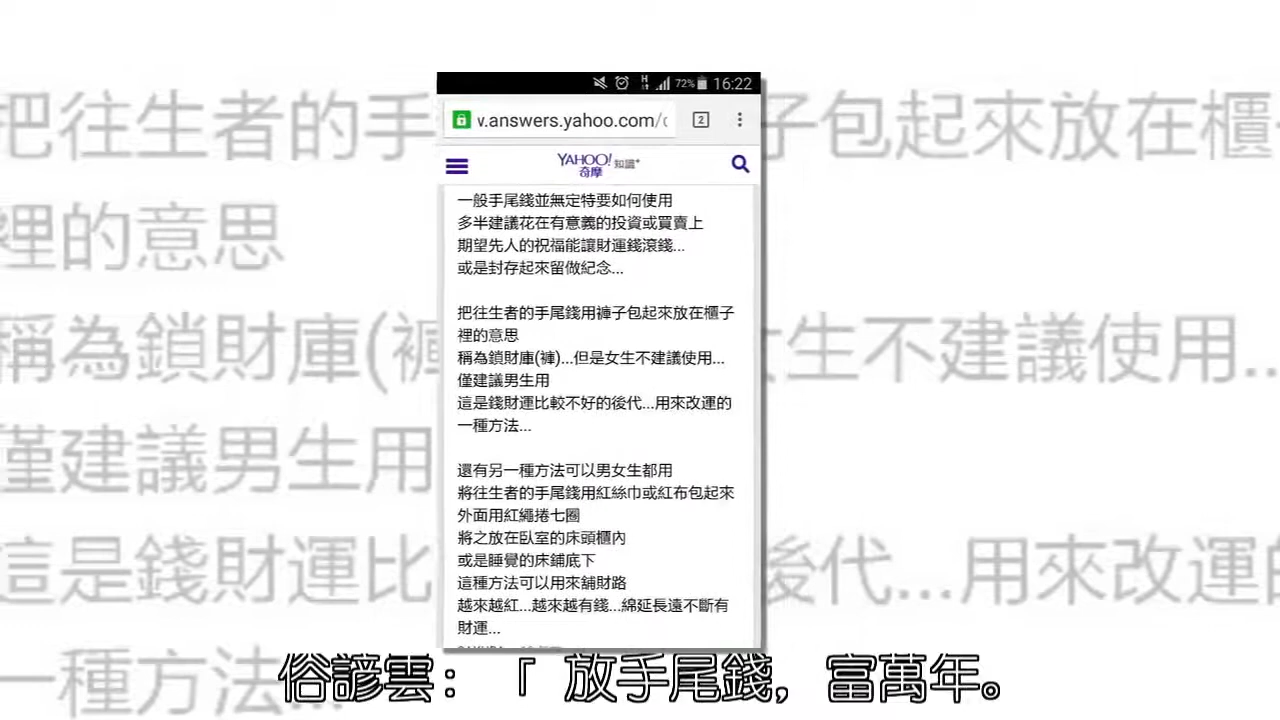 72% 16:22
w.answers.yahoo.com/c 2
YAHOO! 奇摩 知識+
一般手尾錢並無定特要如何使用
多半建議花在有意義的投資或買賣上
期望先人的祝福能讓財運錢滾錢...
或是封存起來留做紀念...
把往生者的手尾錢用褲子包起來放在櫃子
裡的意思
稱為鎖財庫(褲)...但是女生不建議使用...
僅建議男生用
這是錢財運比較不好的後代...用來改運的
一種方法...
還有另一種方法可以男女生都用
將往生者的手尾錢用紅絲巾或紅布包起來
外面用紅繩捲七圈
將之放在臥室的床頭櫃內
或是睡覺的床鋪底下
這種方法可以用來舖財路
越來越紅...越來越有錢...綿延長遠不斷有
財運...
把往生者的手 子包起來放在櫃
裡的意思
稱為鎖財庫(褲 女生不建議使用...
僅建議男生用
這是錢財運比 後代...用來改運的
一種方法...
俗諺雲：「 放手尾錢，富萬年。